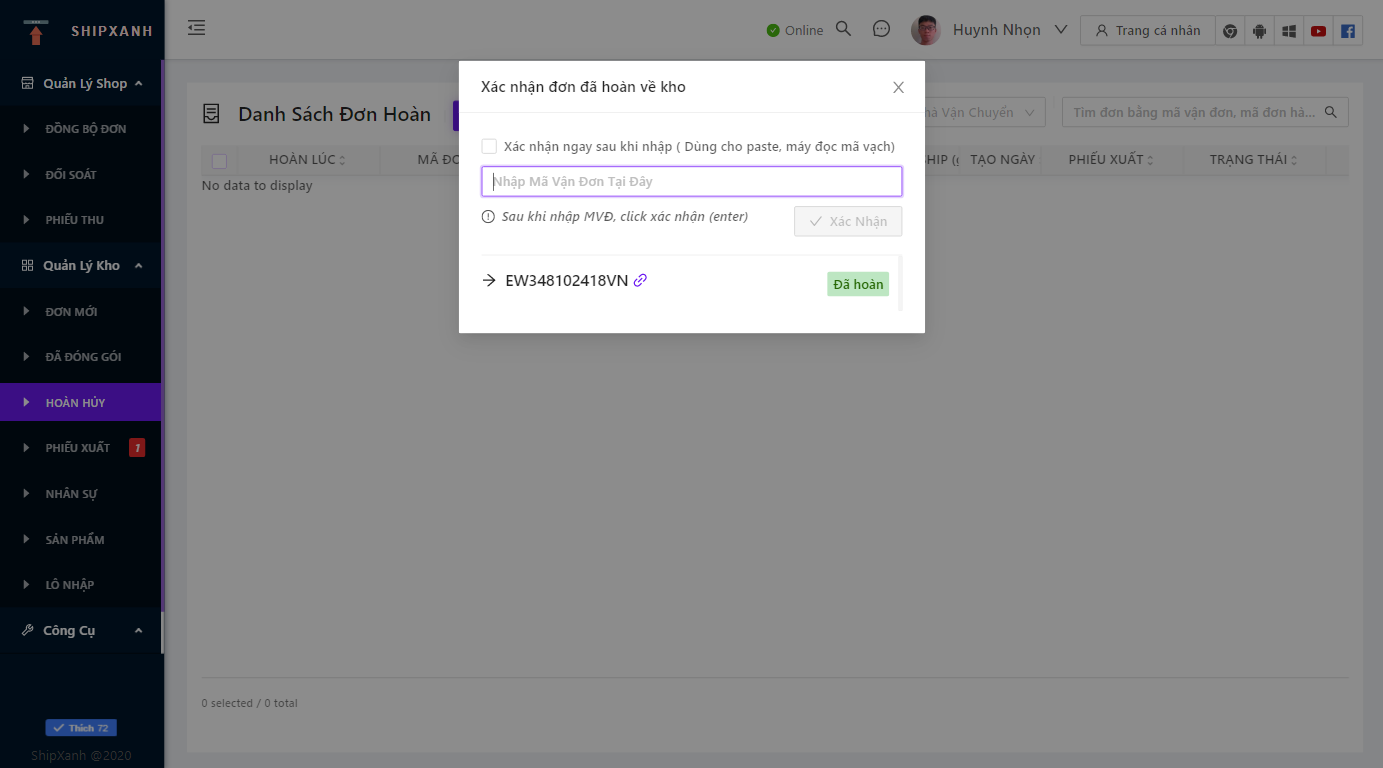 SHIPXANH
Online
Huynh Nhọn
Trang cá nhân
Quản Lý Shop
ĐỒNG BỘ ĐƠN
ĐỐI SOÁT
PHIẾU THU
Quản Lý Kho
ĐƠN MỚI
ĐÃ ĐÓNG GÓI
HOÀN HỦY
PHIẾU XUẤT 1
NHÂN SỰ
SẢN PHẨM
LÔ NHẬP
Công Cụ
Thích 72
ShipXanh @2020
Danh Sách Đơn Hoàn
Vận Chuyển
Tìm đơn bằng mã vận đơn, mã đơn hà...
HOÀN LÚC
MÃ ĐƠ
SHIP (g
TẠO NGÀY
PHIẾU XUẤT
TRẠNG THÁI
No data to display
0 selected / 0 total
Xác nhận đơn đã hoàn về kho
Xác nhận ngay sau khi nhập ( Dùng cho paste, máy đọc mã vạch)
Nhập Mã Vận Đơn Tại Đây
Sau khi nhập MVĐ, click xác nhận (enter)
Xác Nhận
EW348102418VN
Đã hoàn